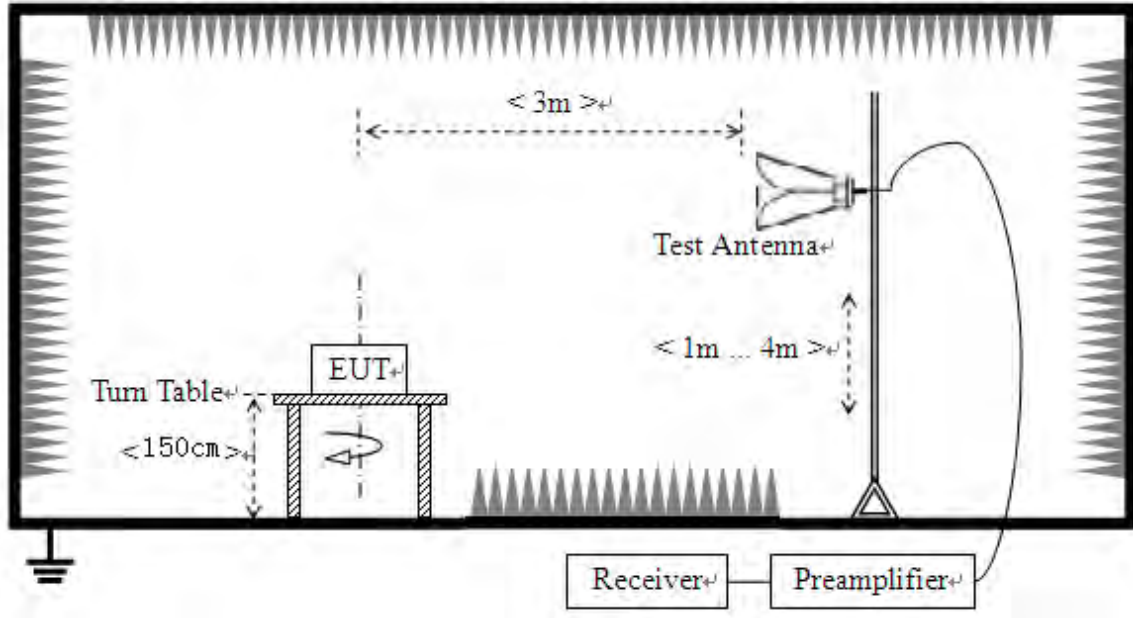 < 3m >
Test Antenna
< 1m ... 4m >
EUT
Turn Table
<150cm>
Receiver
Preamplifier